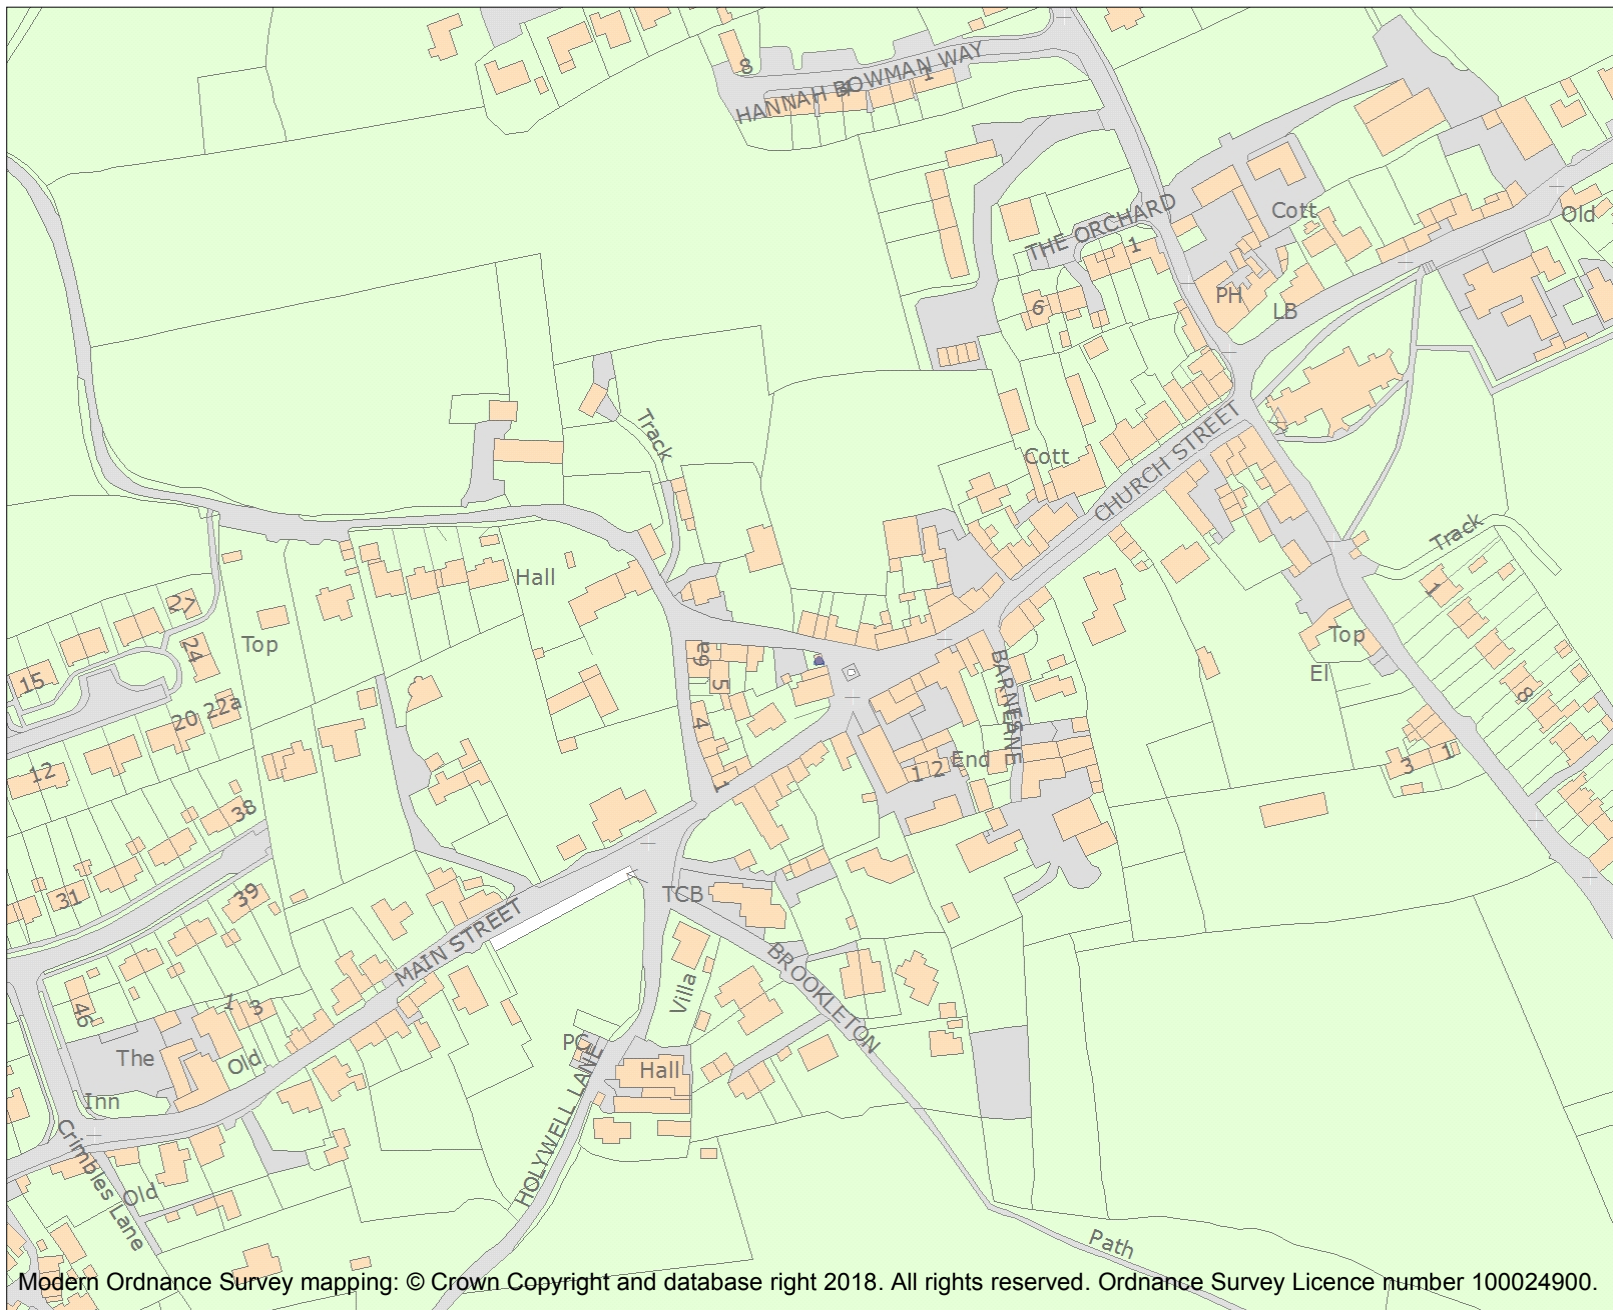 8
HANNAH BOWMAN WAY
4
1
THE ORCHARD
1
Cott
Old
6
PH
LB
Track
Cott
CHURCH STREET
Track
Hall
27
24
Top
15
20
22a
12
38
31
39
6a
5
4
1
BARNES LANE
End
1 2
1
Top
El
8
3
1
TCB
MAIN STREET
Villa
BROOKLETON
46
1
3
The
Old
Inn
PC
Hall
HOLYWELL LANE
Crimbles Lane
Old
Path
Modern Ordnance Survey mapping: © Crown Copyright and database right 2018. All rights reserved. Ordnance Survey Licence number 100024900.